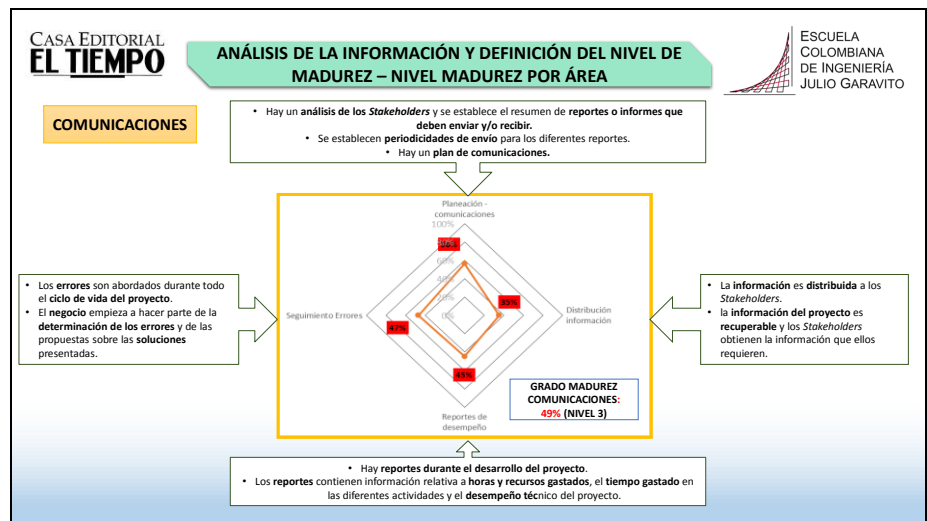 CASA EDITORIAL
EL TIEMPO
ANÁLISIS DE LA INFORMACIÓN Y DEFINICIÓN DEL NIVEL DE
MADUREZ – NIVEL MADUREZ POR ÁREA
ESCUELA
COLOMBIANA
DE INGENIERÍA
JULIO GARAVITO
COMUNICACIONES
• Hay un análisis de los Stakeholders y se establece el resumen de reportes o informes que
deben enviar y/o recibir.
• Se establecen periodicidades de envío para los diferentes reportes.
• Hay un plan de comunicaciones.
Planeación -
comunicaciones
100%
60%
40%
20%
0%
35%
47%
45%
Seguimiento Errores
Distribución
información
Reportes de
desempeño
GRADO MADUREZ
COMUNICACIONES:
49% (NIVEL 3)
• Los errores son abordados durante todo
el ciclo de vida del proyecto.
• El negocio empieza a hacer parte de la
determinación de los errores y de las
propuestas sobre las soluciones
presentadas.
• La información es distribuida a los
Stakeholders.
• la información del proyecto es
recuperable y los Stakeholders
obtienen la información que ellos
requieren.
• Hay reportes durante el desarrollo del proyecto.
• Los reportes contienen información relativa a horas y recursos gastados, el tiempo gastado en
las diferentes actividades y el desempeño técnico del proyecto.